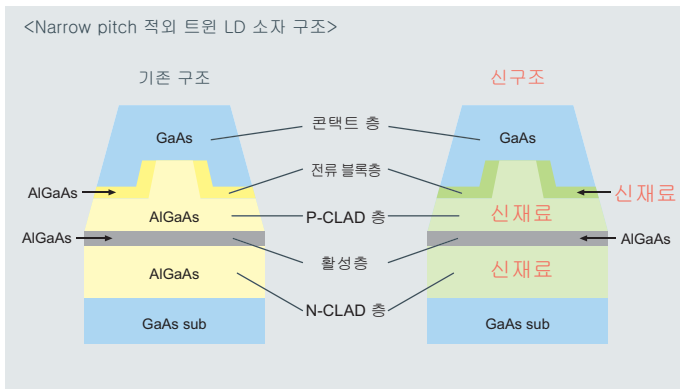 <Narrow pitch 적외 트윈 LD 소자 구조>
기존 구조
신구조
GaAs
콘택트 층
GaAs
전류 블록층
AlGaAs
신재료
AlGaAs
P-CLAD 층
신재료
AlGaAs
AlGaAs
활성층
AlGaAs
신재료
N-CLAD 층
GaAs sub
GaAs sub